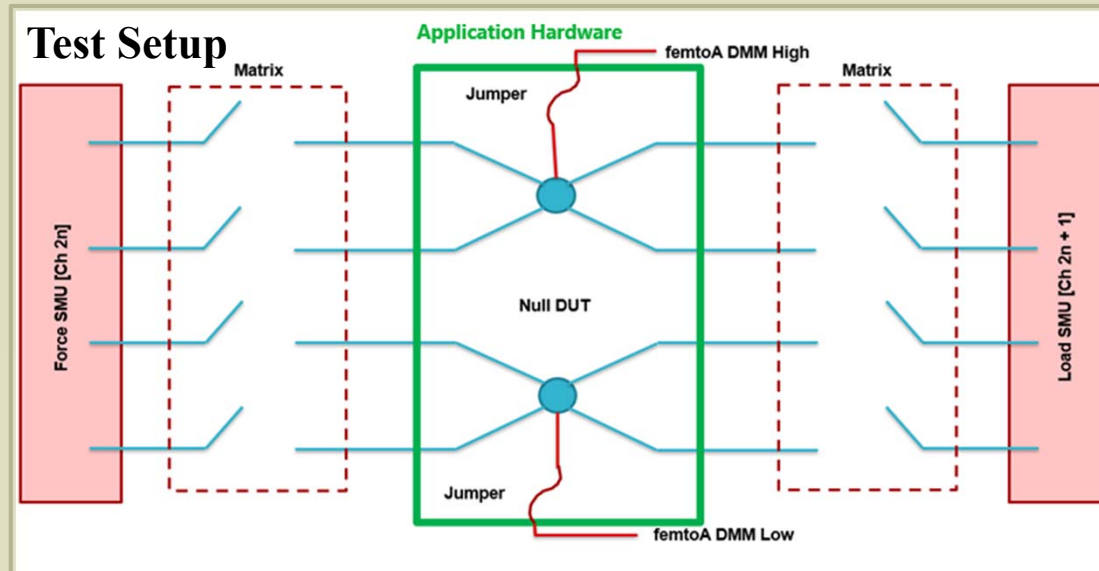 Test Setup
Application Hardware
femtoA DMM High
Matrix
Matrix
Jumper
Force SMU [Ch 2n]
Null DUT
Load SMU [Ch 2n + 1]
Jumper
femtoA DMM Low